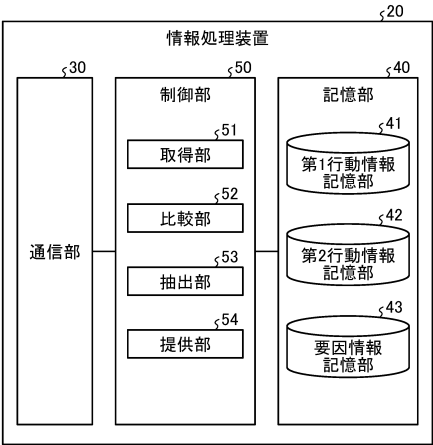 20
情報処理装置
30
50
40
制御部
記憶部
51
取得部
41
第1行動情報
記憶部
52
比較部
通信部
42
第2行動情報
記憶部
53
抽出部
54
提供部
43
要因情報
記憶部